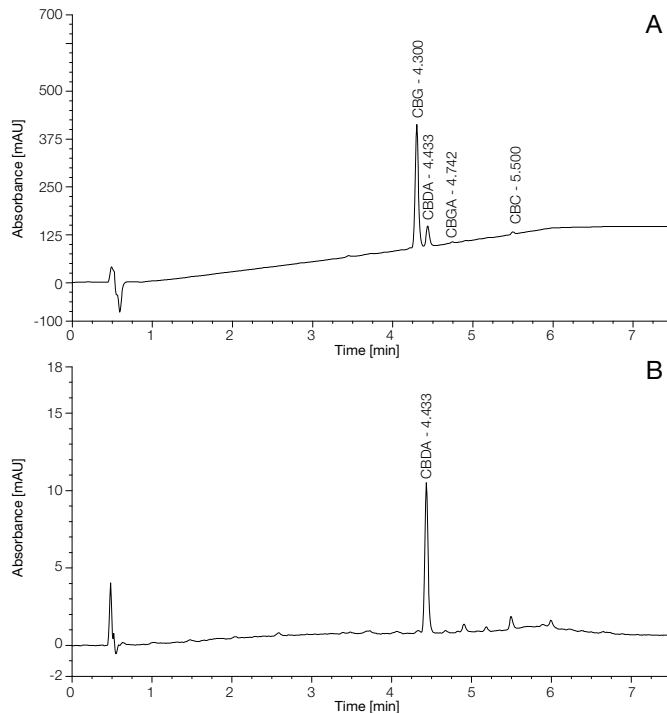 A
700
500
375
250
125
0
-100
Absorbance [mAU]
CBG - 4.300
CBDA - 4.433
CBGA - 4.742
CBC - 5.500
0 1 2 3 4 5 6 7
Time [min]
B
18
15
10
5
0
-2
Absorbance [mAU]
CBDA - 4.433
0 1 2 3 4 5 6 7
Time [min]